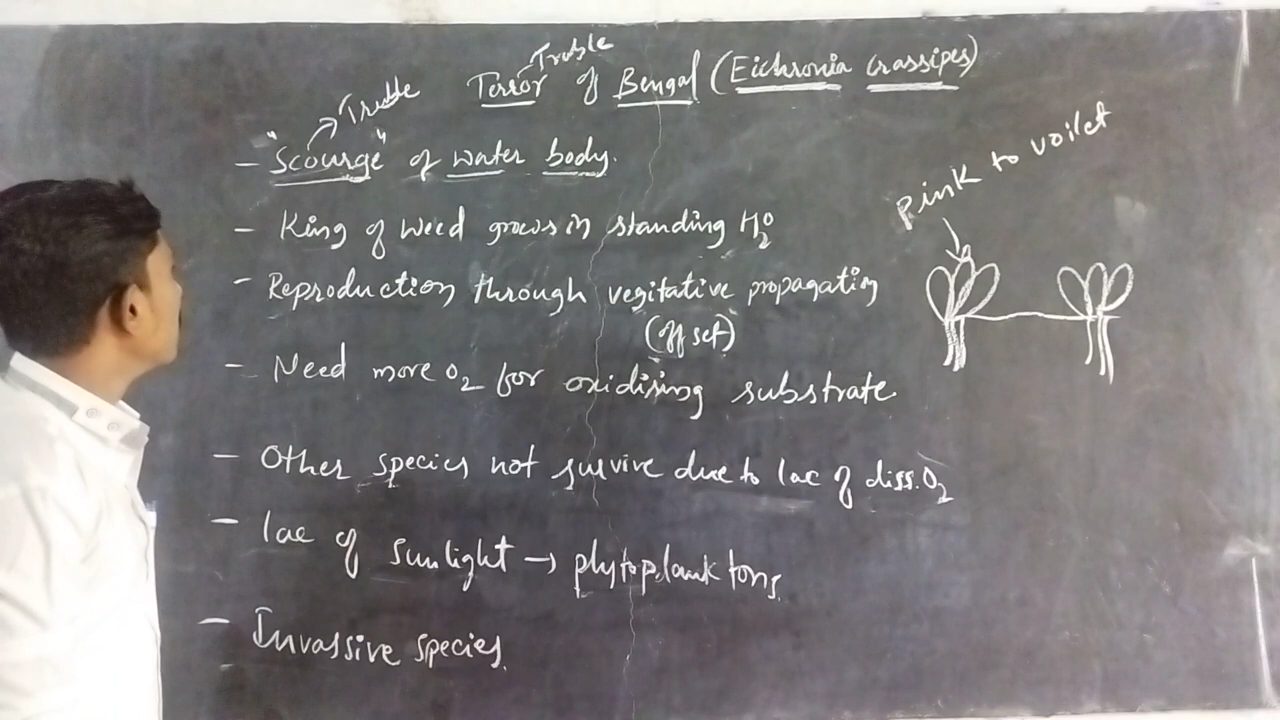 Truble
Terror of Bengal (Eichronia crassipes)
Truble
- "Scourge" of water body.
pink to voilet
- King of weed grows in standing H2O
- Reproduction through vegitative propagation
(off set)
- Need more O2 for oxidising substrate.
- Other species not survive due to lac of diss. O2
- lac of sunlight → phytoplanktons.
- Invassive species.